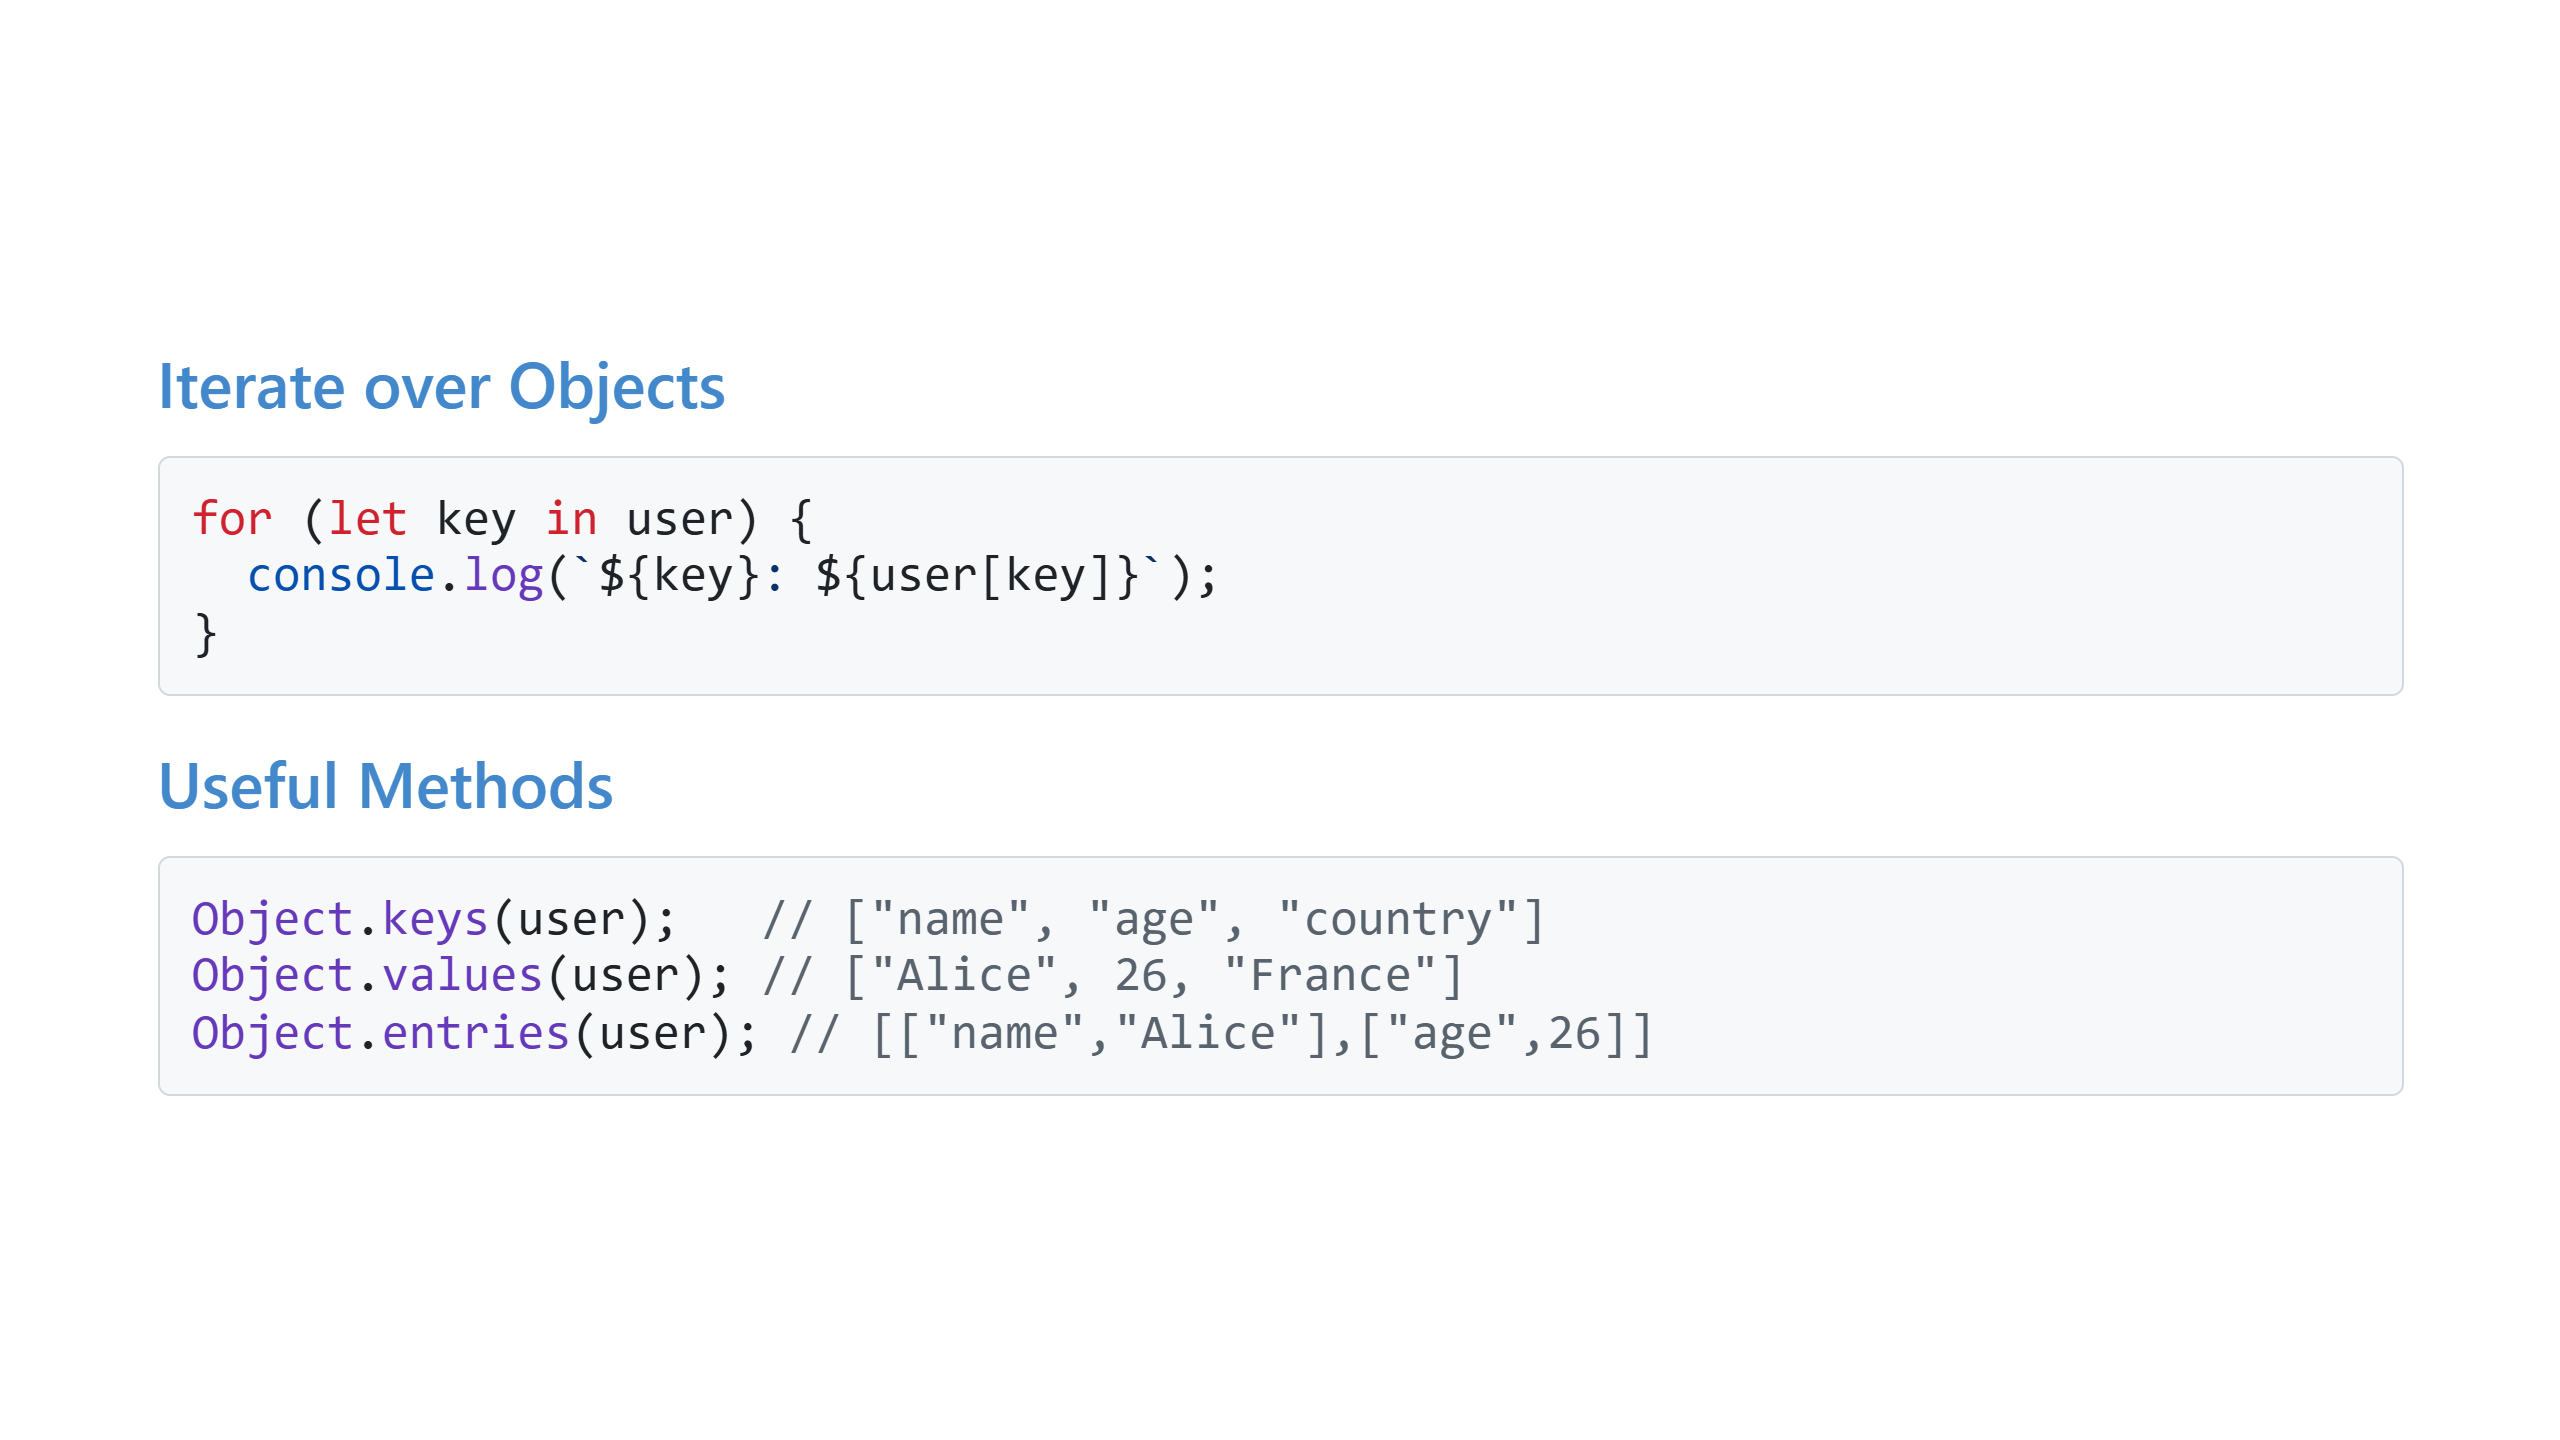 Iterate over Objects
for (let key in user) {
  console.log(`${key}: ${user[key]}`);
}
Useful Methods
Object.keys(user);   // ["name", "age", "country"]
Object.values(user); // ["Alice", 26, "France"]
Object.entries(user); // [["name","Alice"],["age",26]]